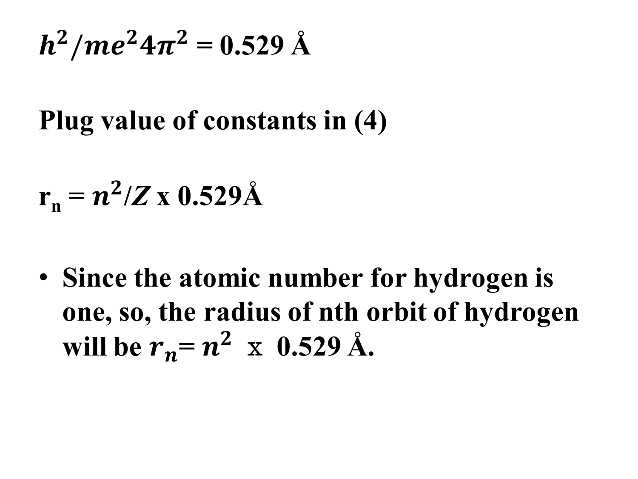 h²/me²4π² = 0.529 Å
Plug value of constants in (4)
rₙ = n²/Z x 0.529Å
• Since the atomic number for hydrogen is
one, so, the radius of nth orbit of hydrogen
will be rₙ= n² x 0.529 Å.